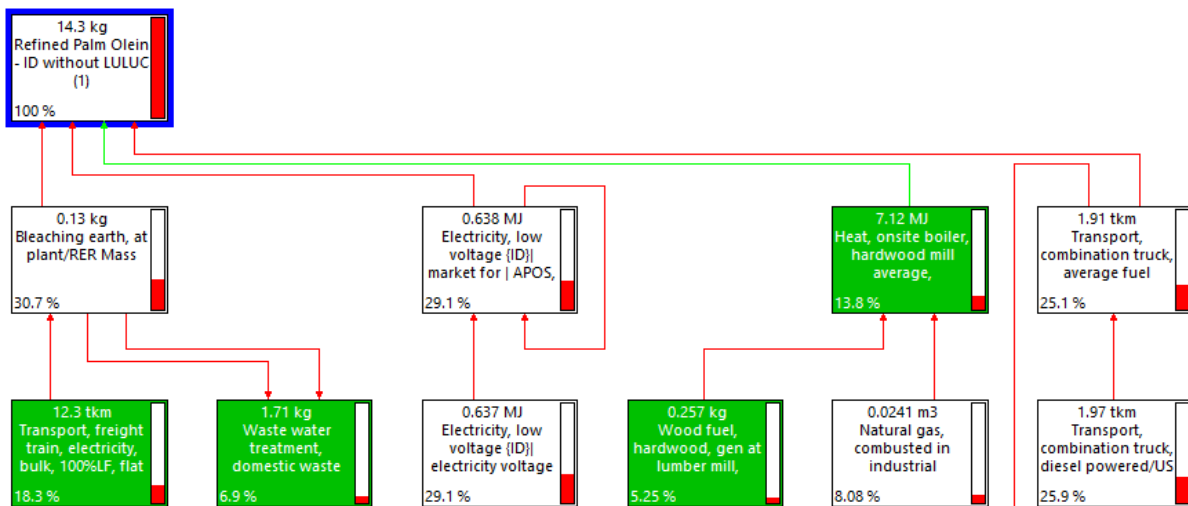 14.3 kg
Refined Palm Olein
- ID without LULUC
(1)
100 %
0.13 kg
Bleaching earth, at
plant/RER Mass
30.7 %
0.638 MJ
Electricity, low
voltage {ID}|
market for | APOS,
29.1 %
7.12 MJ
Heat, onsite boiler,
hardwood mill
average,
13.8 %
1.91 tkm
Transport,
combination truck,
average fuel
25.1 %
12.3 tkm
Transport, freight
train, electricity,
bulk, 100%LF, flat
18.3 %
1.71 kg
Waste water
treatment,
domestic waste
6.9 %
0.637 MJ
Electricity, low
voltage {ID}|
electricity voltage
29.1 %
0.257 kg
Wood fuel,
hardwood, gen at
lumber mill,
5.25 %
0.0241 m3
Natural gas,
combusted in
industrial
8.08 %
1.97 tkm
Transport,
combination truck,
diesel powered/US
25.9 %